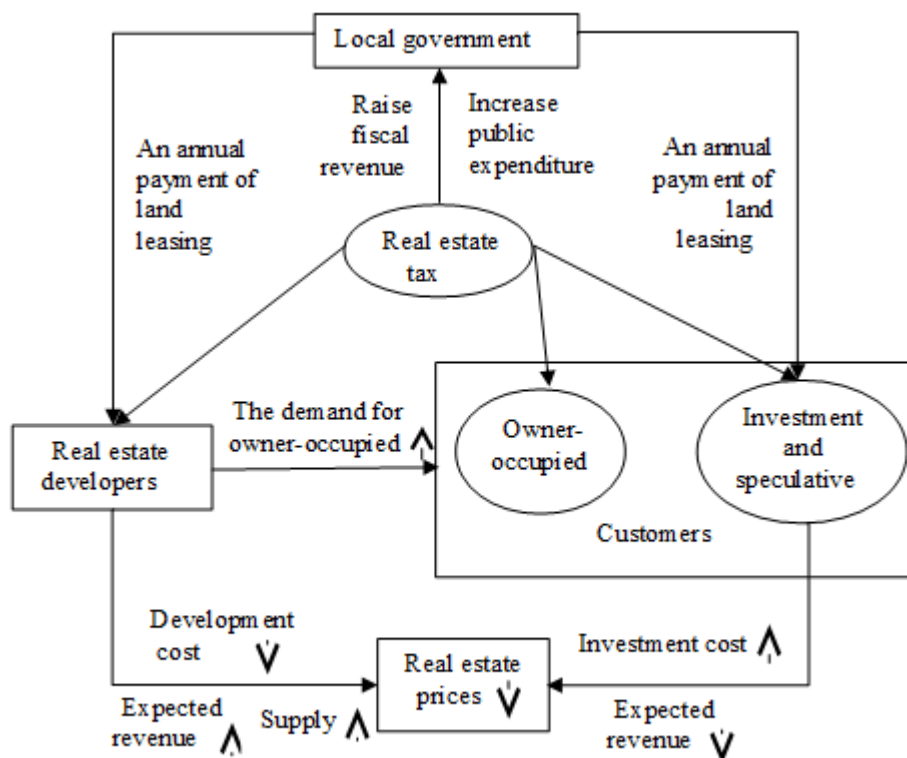 Local government
Raise
fiscal
revenue
Increase
public
expenditure
An annual
payment of
land
leasing
An annual
payment of
land
leasing
Real estate
tax
The demand for
owner-occupied
Real estate
developers
Owner-
occupied
Investment
and
speculative
Customers
Development
cost
Investment cost
Real estate
prices
Expected
revenue
Supply
Expected
revenue